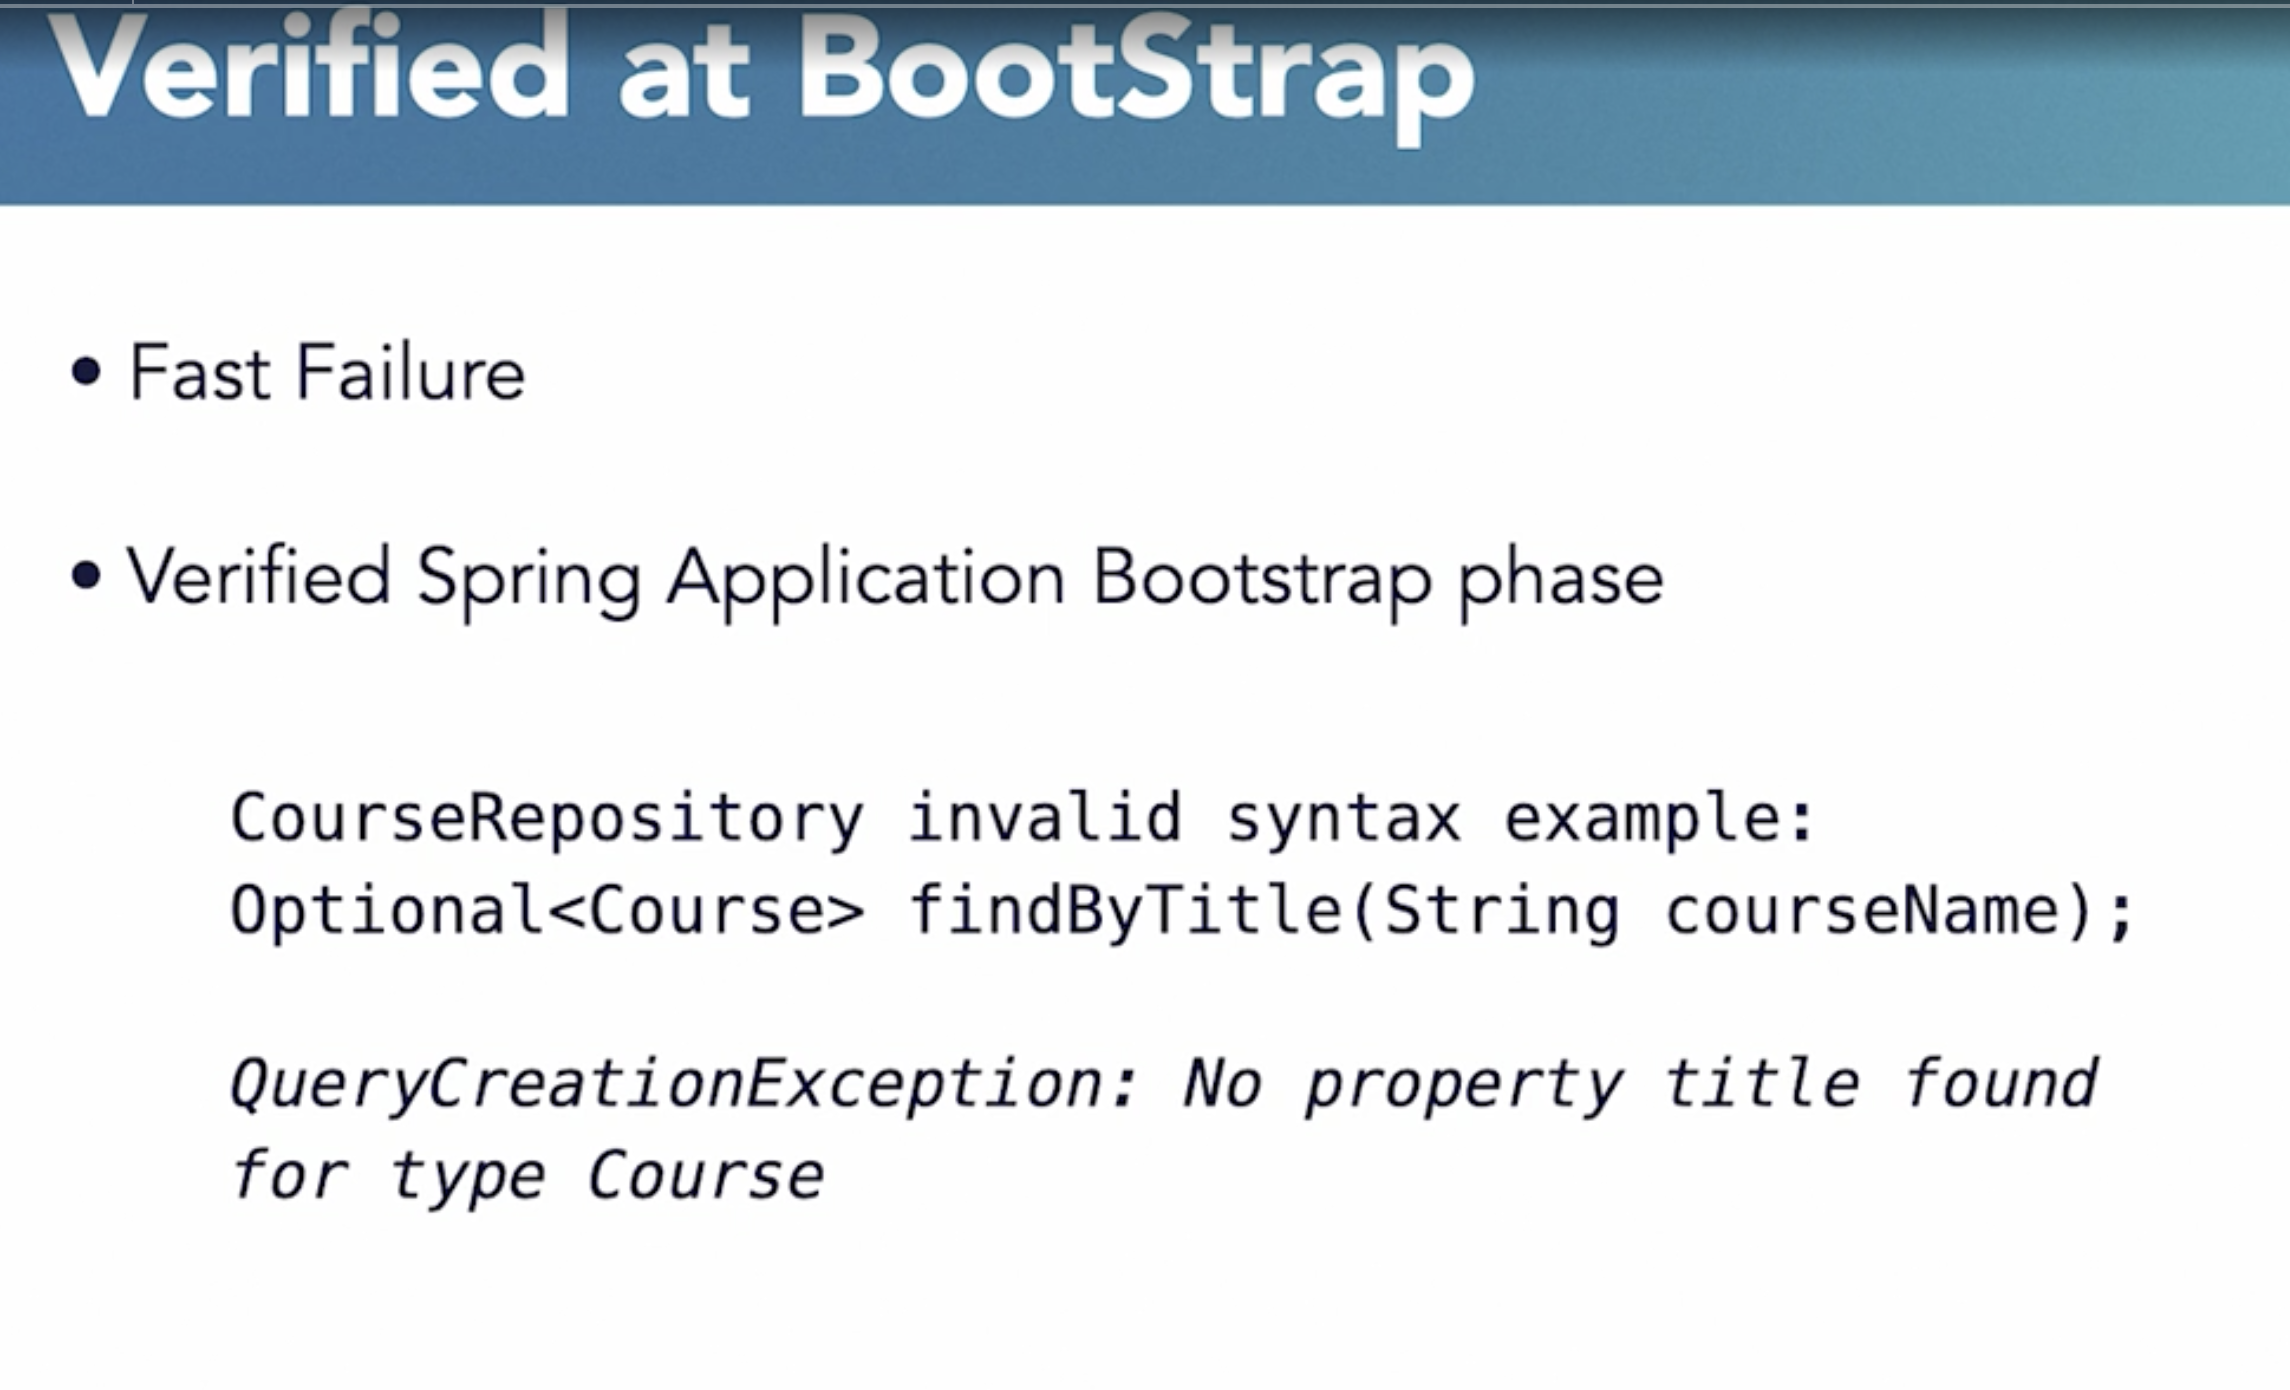 Verified at BootStrap
• Fast Failure
• Verified Spring Application Bootstrap phase
CourseRepository invalid syntax example:
Optional<Course> findByTitle(String courseName);
QueryCreationException: No property title found
for type Course